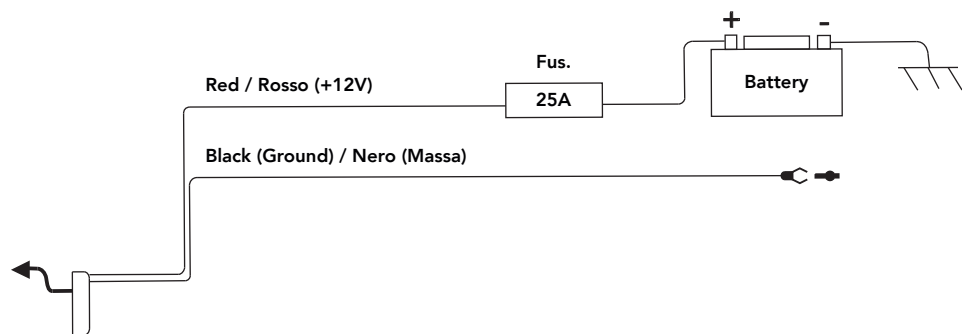 + -
Fus.
Battery
Red / Rosso (+12V)
25A
Black (Ground) / Nero (Massa)